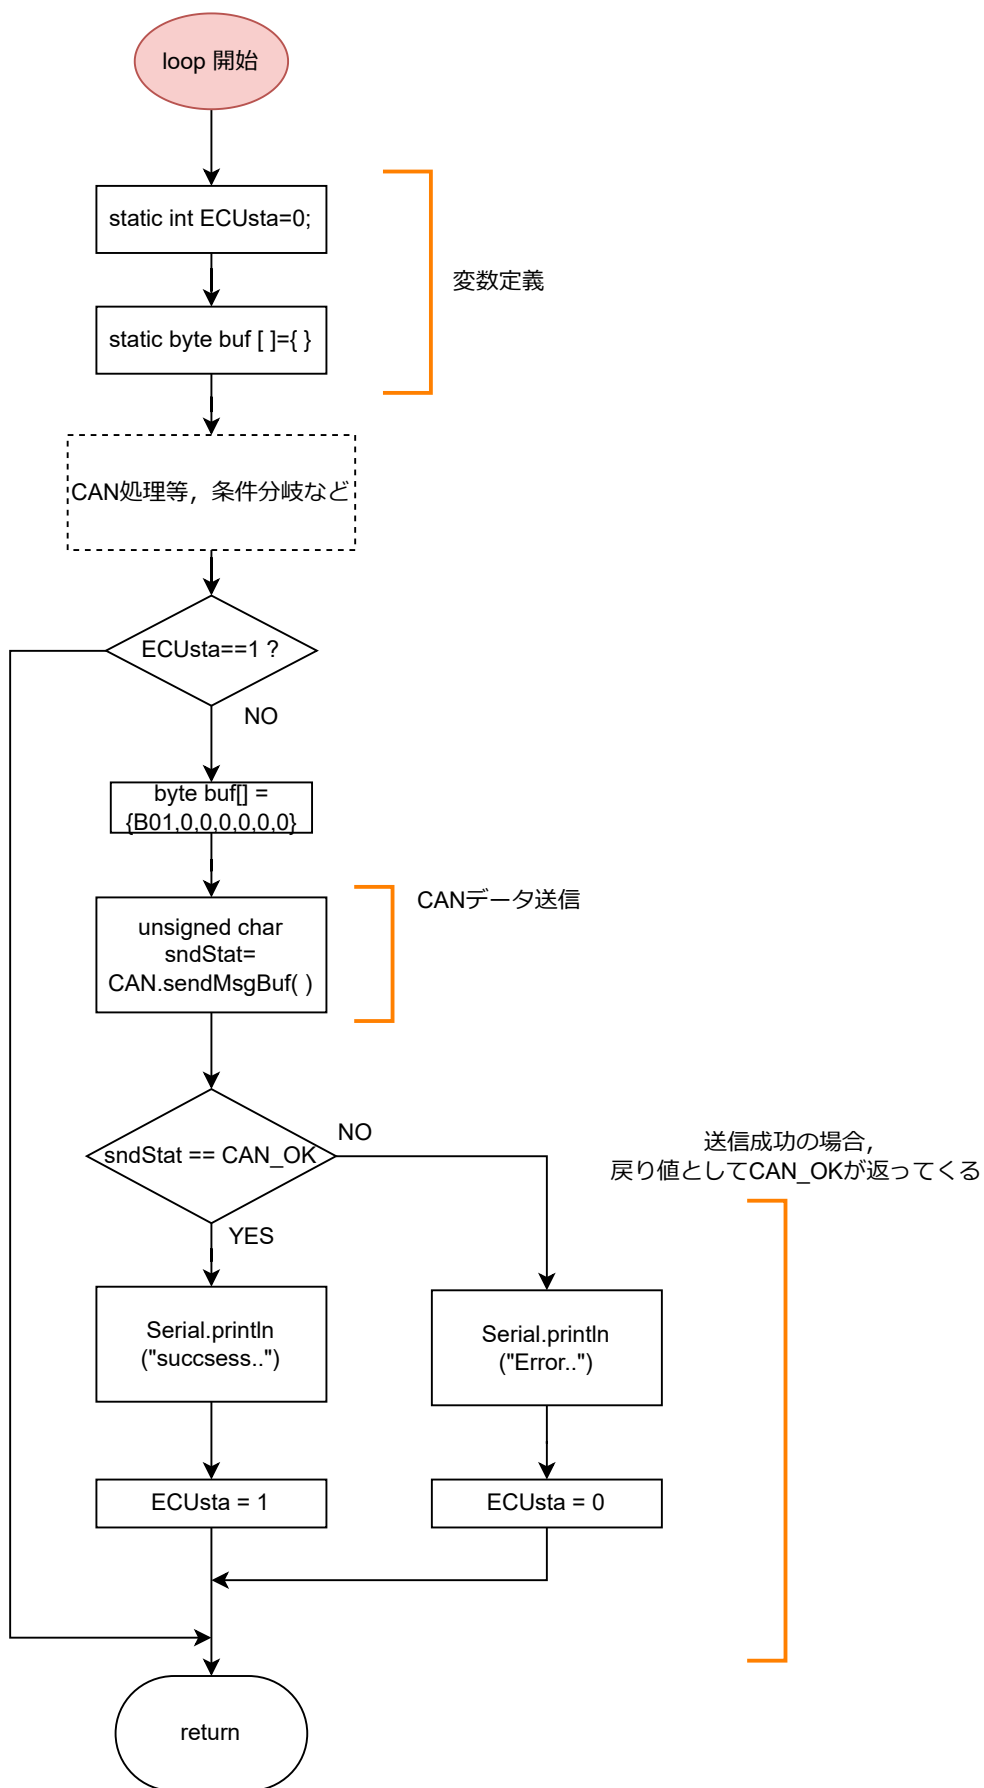 loop 開始
static int ECUsta=0;
変数定義
static byte buf [ ]={ }
CAN処理等，条件分岐など
ECUsta==1 ?
NO
byte buf[] =
{B01,0,0,0,0,0,0}
CANデータ送信
unsigned char
sndStat=
CAN.sendMsgBuf( )
sndStat == CAN_OK
NO
YES
送信成功の場合，
戻り値としてCAN_OKが返ってくる
Serial.println
("succsess..")
Serial.println
("Error..")
ECUsta = 1
ECUsta = 0
return